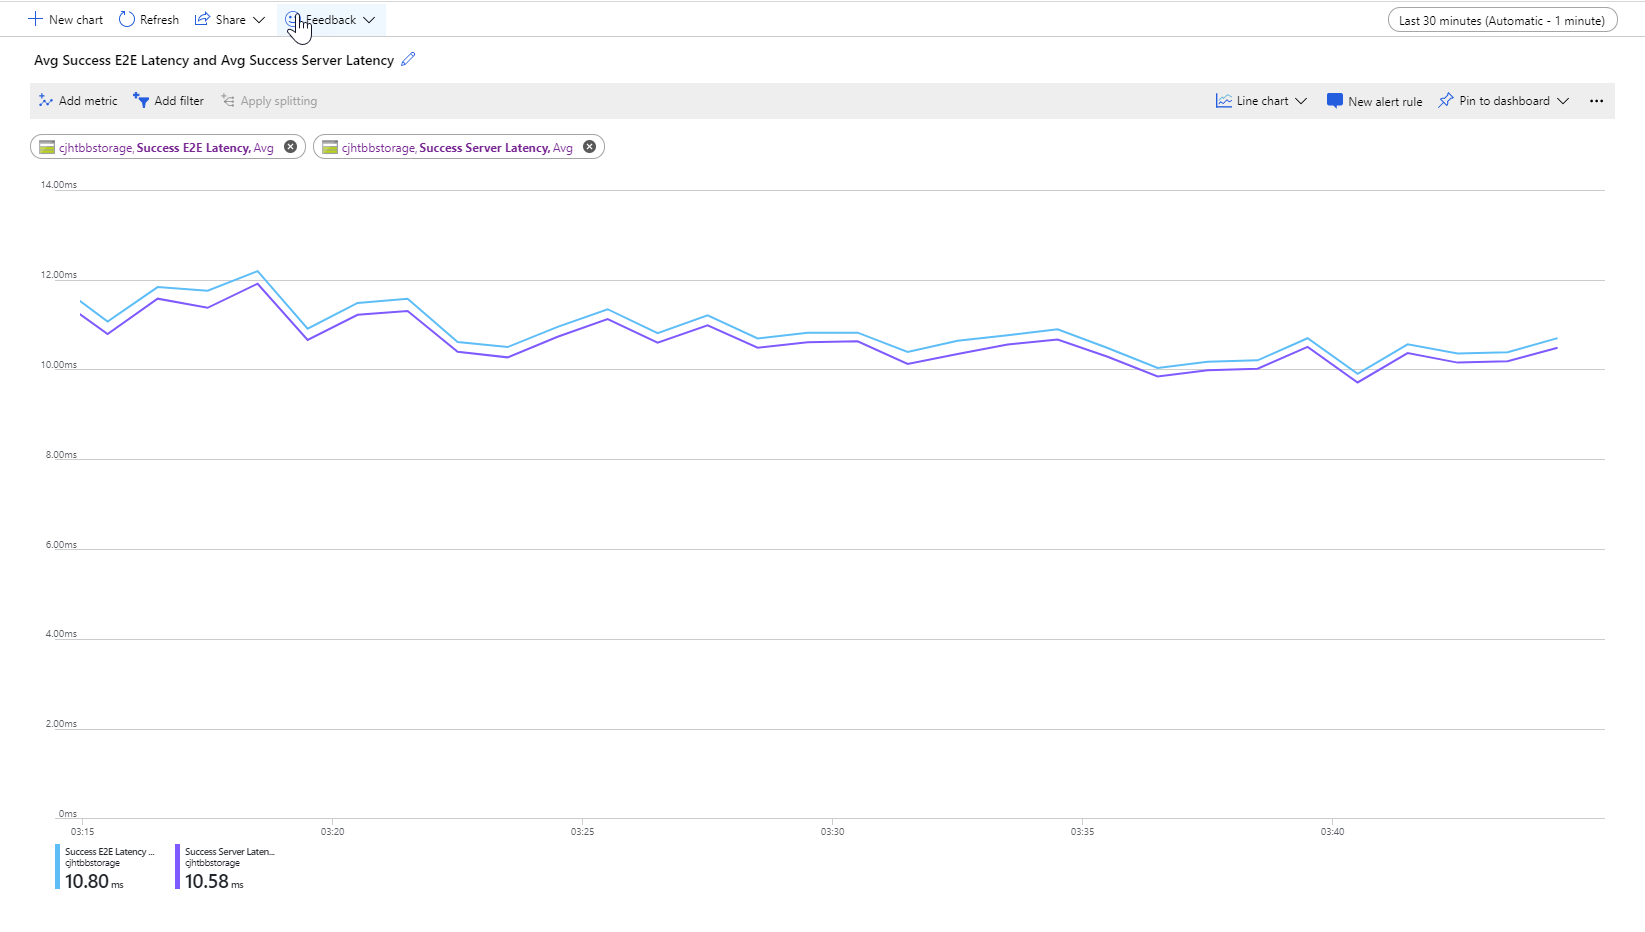 New chart Refresh Share Feedback Last 30 minutes (Automatic - 1 minute)
Avg Success E2E Latency and Avg Success Server Latency
Add metric Add filter Apply splitting Line chart New alert rule Pin to dashboard ...
cjhtbbstorage, Success E2E Latency, Avg cjhtbbstorage, Success Server Latency, Avg
14.00ms
12.00ms
10.00ms
8.00ms
6.00ms
4.00ms
2.00ms
0ms
03:15 03:20 03:25 03:30 03:35 03:40
Success E2E Latency ... Success Server Laten...
cjhtbbstorage cjhtbbstorage
10.80 ms 10.58 ms